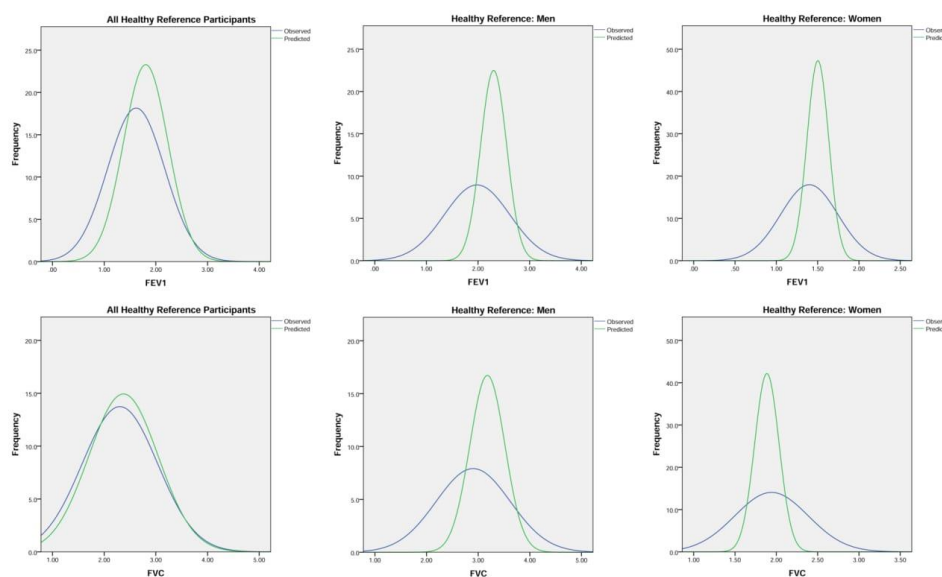 All Healthy Reference Participants
Observed
Predicted
25.0
20.0
15.0
10.0
5.0
0.0
Frequency
.00 1.00 2.00 3.00 4.00
FEV1
Healthy Reference: Men
Observed
Predicted
25.0
20.0
15.0
10.0
5.0
0.0
Frequency
.00 1.00 2.00 3.00 4.00
FEV1
Healthy Reference: Women
Observed
Predic
50.0
40.0
30.0
20.0
10.0
0.0
Frequency
.00 .50 1.00 1.50 2.00 2.50
FEV1
All Healthy Reference Participants
Observed
Predicted
20.0
15.0
10.0
5.0
0.0
Frequency
1.00 2.00 3.00 4.00 5.00
FVC
Healthy Reference: Men
Observed
Predicted
20.0
15.0
10.0
5.0
0.0
Frequency
1.00 2.00 3.00 4.00 5.00
FVC
Healthy Reference: Women
Observed
Predic
50.0
40.0
30.0
20.0
10.0
0.0
Frequency
1.00 1.50 2.00 2.50 3.00 3.50
FVC